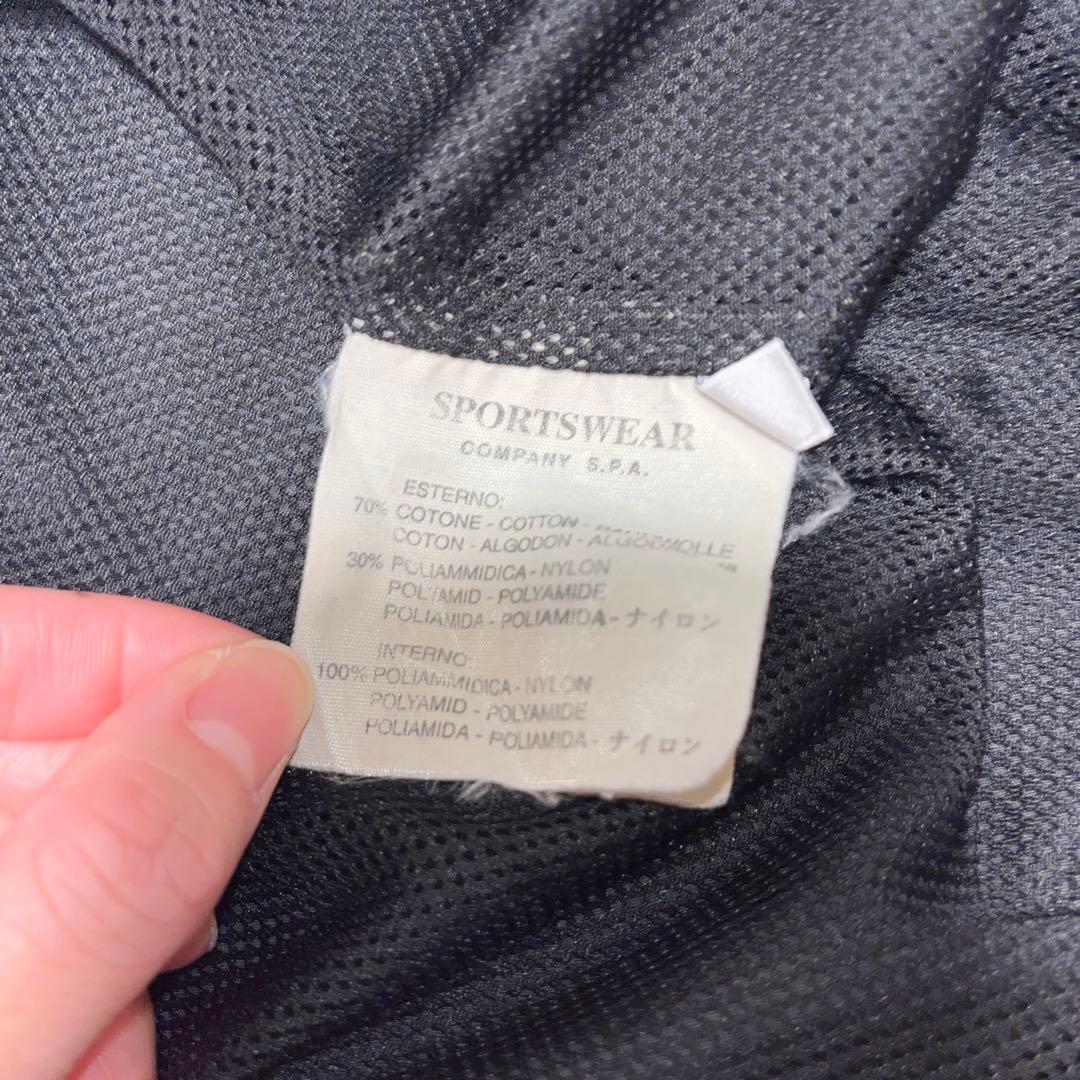 SPORTSWEAR
COMPANY S.P.A.
ESTERNO:
70% COTONE - COTTON -
COTON - ALGODON - ALGODMOLLE
30% POLIAMMIDICA - NYLON
POLYAMID - POLYAMIDE
POLIAMIDA - POLIAMIDA - ナイロン
INTERNO:
100% POLIAMMIDICA - NYLON
POLYAMID - POLYAMIDE
POLIAMIDA - POLIAMIDA - ナイロン